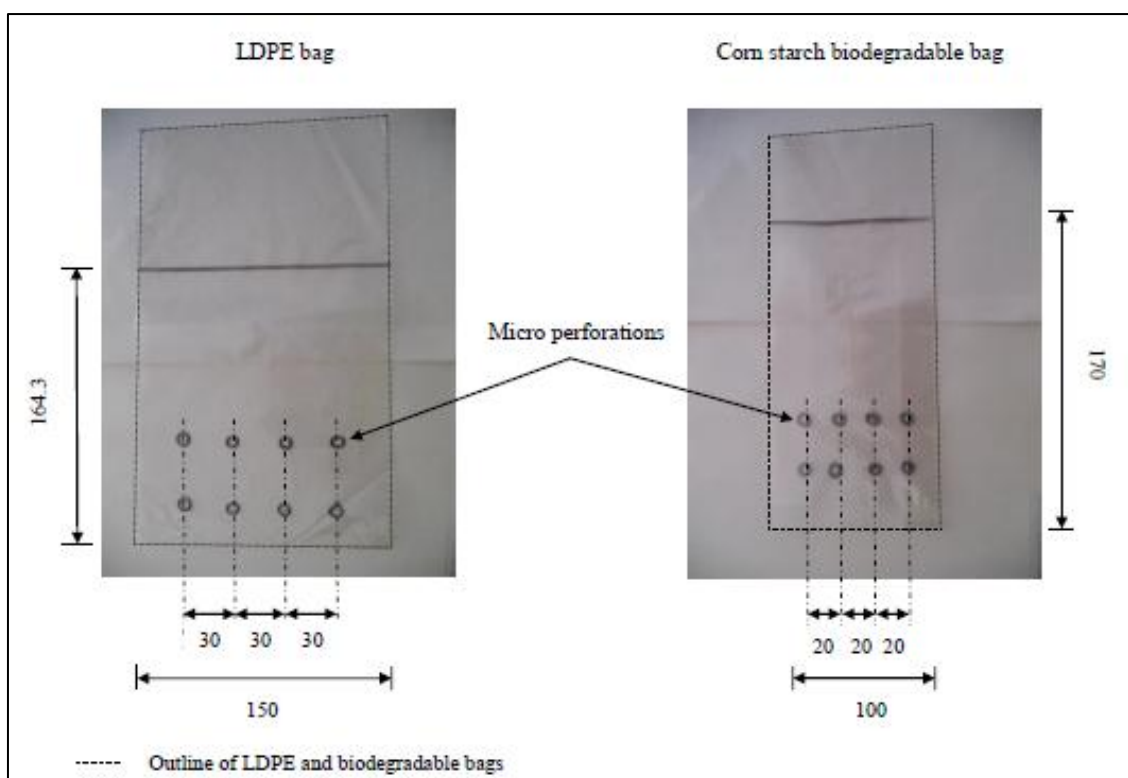 LDPE bag
Corn starch biodegradable bag
Micro perforations
164.3
170
30 30 30
20 20 20
150
100
Outline of LDPE and biodegradable bags